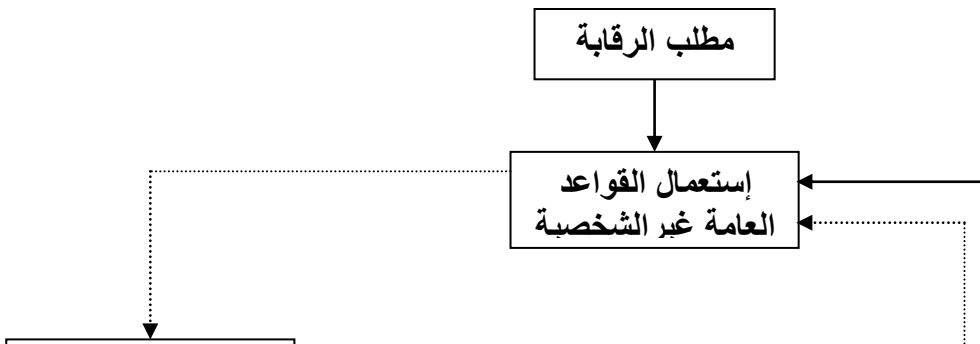 مطلب الرقابة
إستعمال القواعد
العامة غير الشخصية